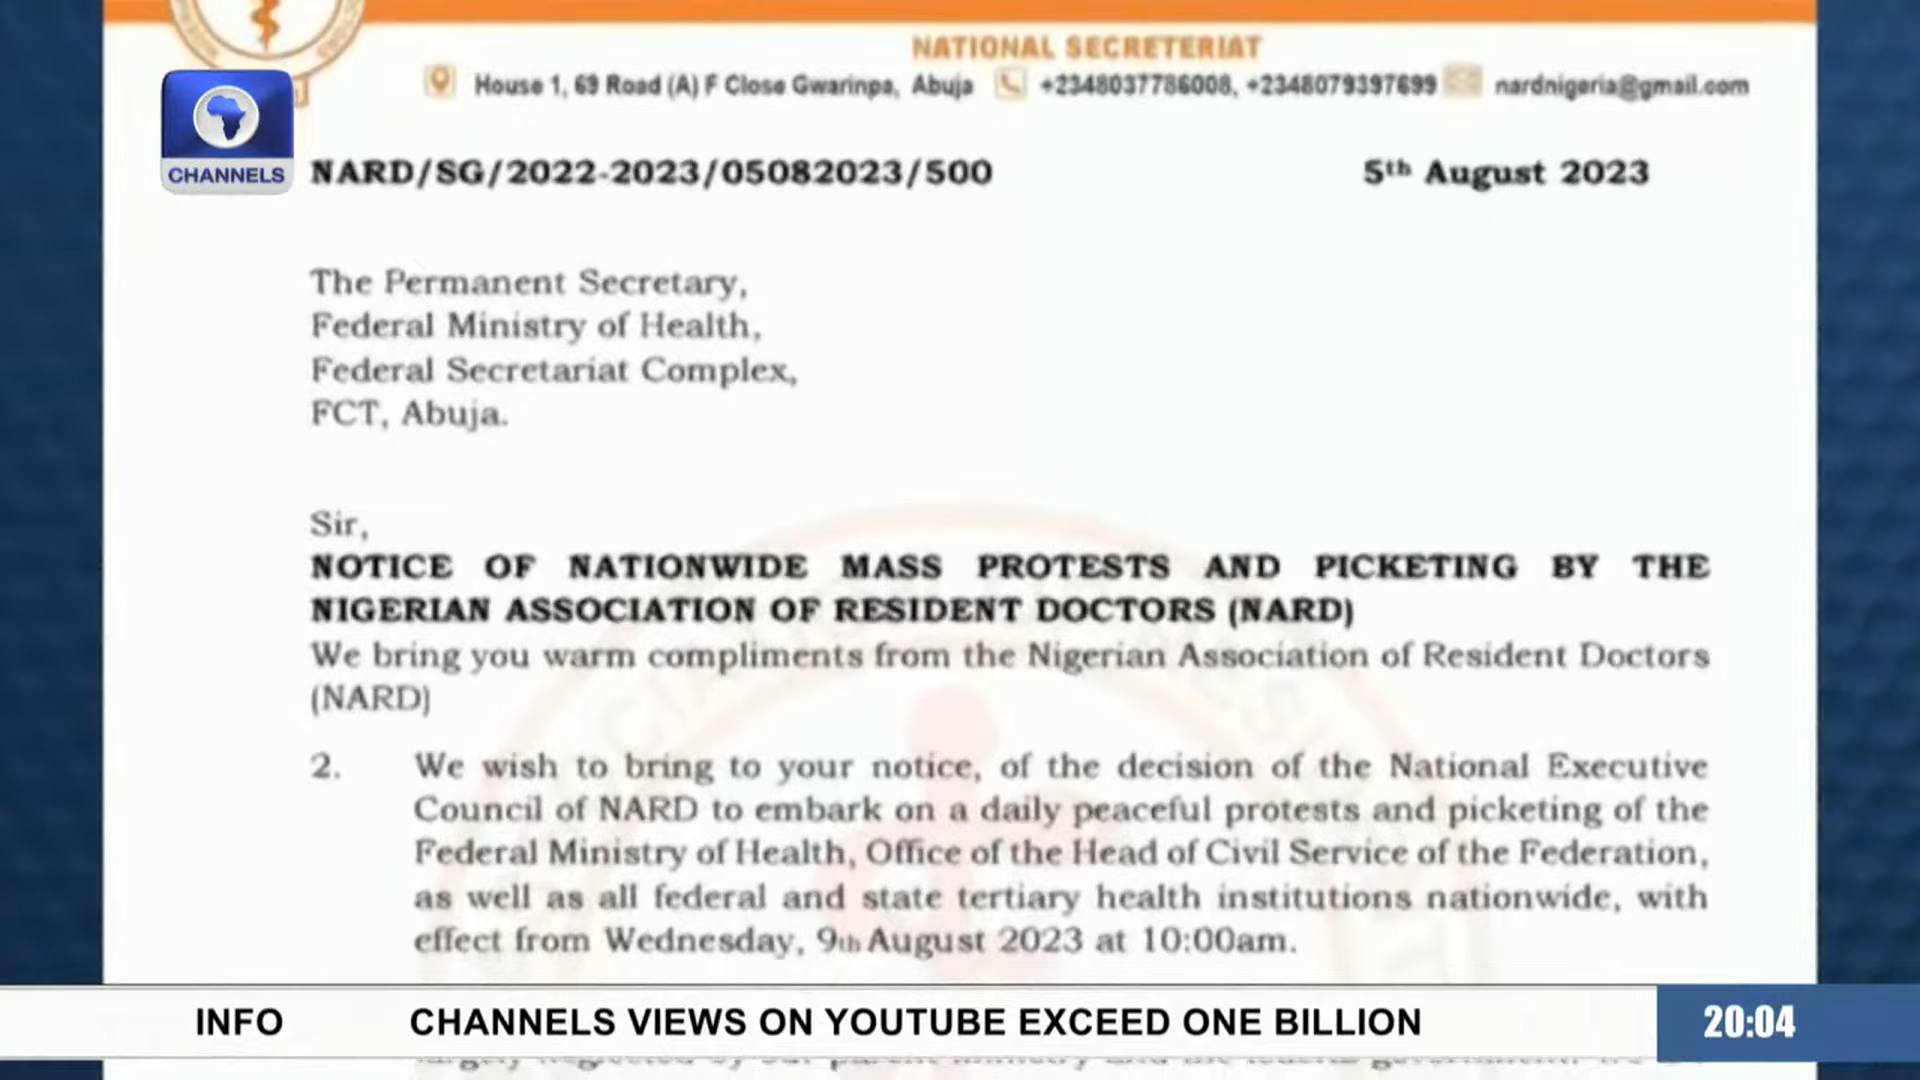 NATIONAL SECRETERIAT
House 1, 69 Road (A) F Close Gwarinpa, Abuja +2348037786008, +2348079397699 nardnigeria@gmail.com
CHANNELS
NARD/SG/2022-2023/05082023/500 5th August 2023
The Permanent Secretary,
Federal Ministry of Health,
Federal Secretariat Complex,
FCT, Abuja.
Sir,
NOTICE OF NATIONWIDE MASS PROTESTS AND PICKETING BY THE
NIGERIAN ASSOCIATION OF RESIDENT DOCTORS (NARD)
We bring you warm compliments from the Nigerian Association of Resident Doctors
(NARD)
2. We wish to bring to your notice, of the decision of the National Executive
Council of NARD to embark on a daily peaceful protests and picketing of the
Federal Ministry of Health, Office of the Head of Civil Service of the Federation,
as well as all federal and state tertiary health institutions nationwide, with
effect from Wednesday, 9th August 2023 at 10:00am.
INFO CHANNELS VIEWS ON YOUTUBE EXCEED ONE BILLION 20:04